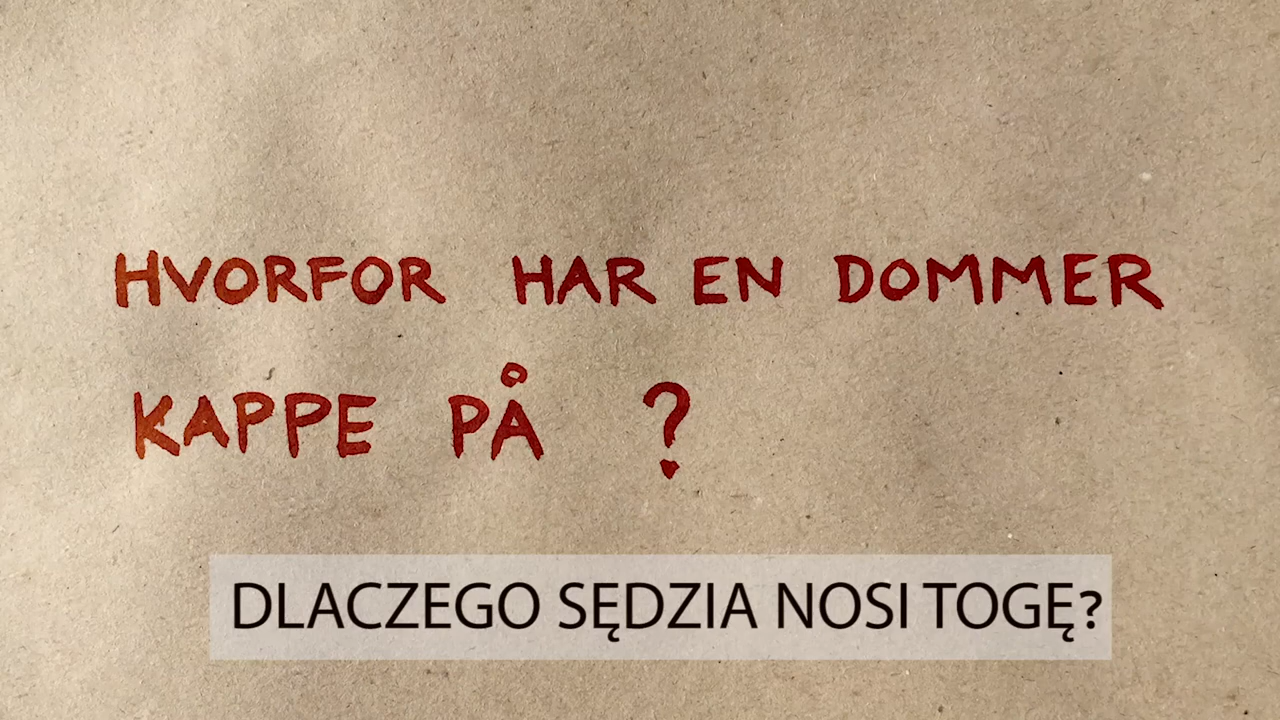 HVORFOR HAR EN DOMMER
KAPPE PÅ ?
DLACZEGO SĘDZIA NOSI TOGĘ?